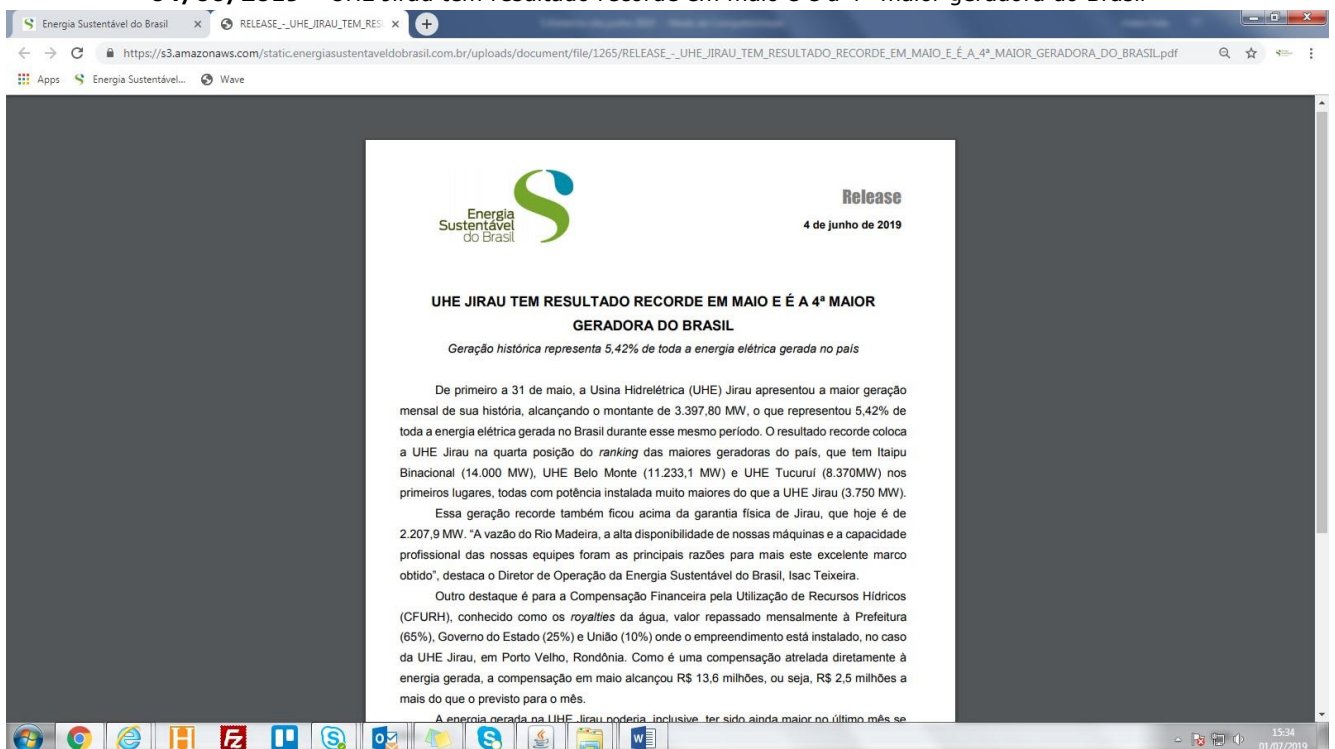 04/06/2019 – UHE Jirau tem resultado recorde em maio e é a 4ª maior geradora do Brasil
Energia Sustentável do Brasil
RELEASE_-_UHE_JIRAU_TEM_RES
https://s3.amazonaws.com/static.energiasustentaveldobrasil.com.br/uploads/document/file/1265/RELEASE_-_UHE_JIRAU_TEM_RESULTADO_RECORDE_EM_MAIO_E_É_A_4ª_MAIOR_GERADORA_DO_BRASIL.pdf
Apps Energia Sustentável... Wave
Energia
Sustentável
do Brasil
Release
4 de junho de 2019
UHE JIRAU TEM RESULTADO RECORDE EM MAIO E É A 4ª MAIOR
GERADORA DO BRASIL
Geração histórica representa 5,42% de toda a energia elétrica gerada no país
De primeiro a 31 de maio, a Usina Hidrelétrica (UHE) Jirau apresentou a maior geração
mensal de sua história, alcançando o montante de 3.397,80 MW, o que representou 5,42% de
toda a energia elétrica gerada no Brasil durante esse mesmo período. O resultado recorde coloca
a UHE Jirau na quarta posição do ranking das maiores geradoras do país, que tem Itaipu
Binacional (14.000 MW), UHE Belo Monte (11.233,1 MW) e UHE Tucuruí (8.370MW) nos
primeiros lugares, todas com potência instalada muito maiores do que a UHE Jirau (3.750 MW).
Essa geração recorde também ficou acima da garantia física de Jirau, que hoje é de
2.207,9 MW. “A vazão do Rio Madeira, a alta disponibilidade de nossas máquinas e a capacidade
profissional das nossas equipes foram as principais razões para mais este excelente marco
obtido”, destaca o Diretor de Operação da Energia Sustentável do Brasil, Isac Teixeira.
Outro destaque é para a Compensação Financeira pela Utilização de Recursos Hídricos
(CFURH), conhecido como os royalties da água, valor repassado mensalmente à Prefeitura
(65%), Governo do Estado (25%) e União (10%) onde o empreendimento está instalado, no caso
da UHE Jirau, em Porto Velho, Rondônia. Como é uma compensação atrelada diretamente à
energia gerada, a compensação em maio alcançou R$ 13,6 milhões, ou seja, R$ 2,5 milhões a
mais do que o previsto para o mês.
A energia gerada na UHE Jirau poderia, inclusive, ter sido ainda maior no último mês se
15:34
01/07/2019